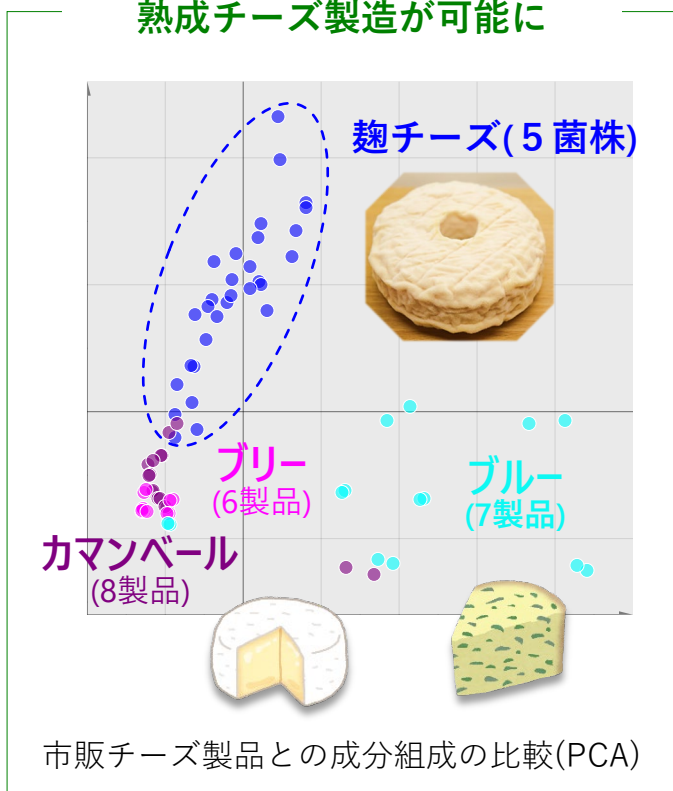 熟成チーズ製造が可能に
麹チーズ(５菌株)
ブリー
(6製品)
ブルー
(7製品)
カマンベール
(8製品)
市販チーズ製品との成分組成の比較(PCA)